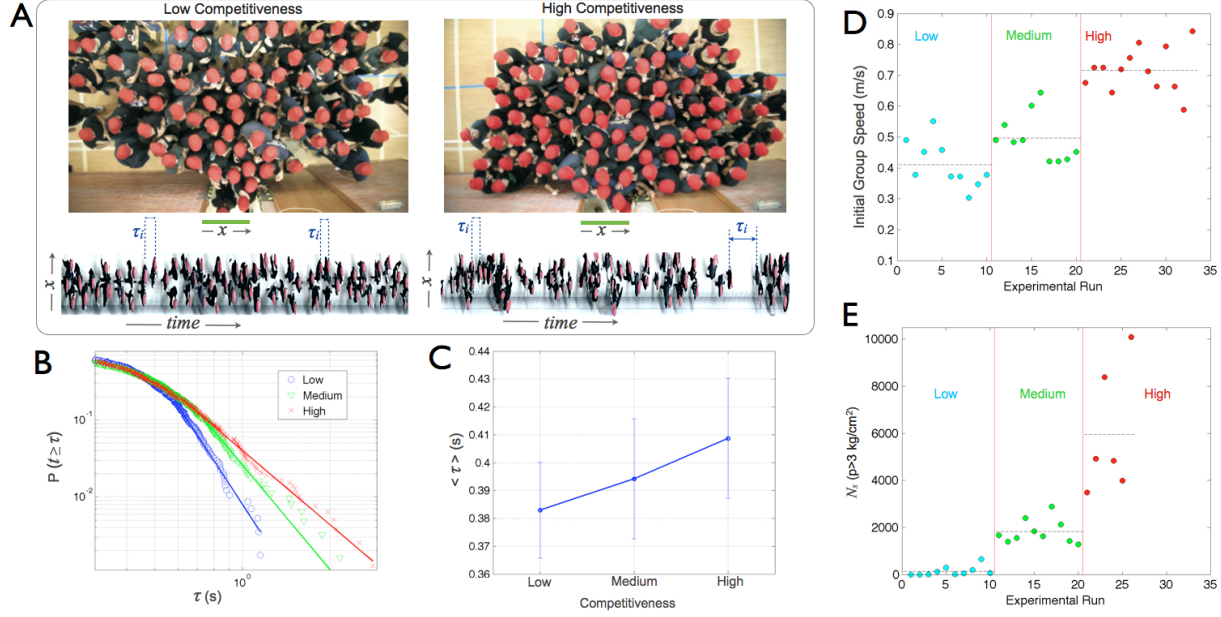 A
Low Competitiveness
High Competitiveness
τi
τi
x
x
time
τi
τi
x
x
time
B
P (t ≥ τ)
10^-1
10^-2
10^0
Low
Medium
High
τ (s)
C
< τ > (s)
0.44
0.43
0.42
0.41
0.4
0.39
0.38
0.37
0.36
Low
Medium
High
Competitiveness
D
Initial Group Speed (m/s)
0.9
0.8
0.7
0.6
0.5
0.4
0.3
0.2
0.1
0
Low
Medium
High
0 5 10 15 20 25 30 35
Experimental Run
E
Ns (p>3 kg/cm2)
10000
8000
6000
4000
2000
0
Low
Medium
High
0 5 10 15 20 25 30 35
Experimental Run